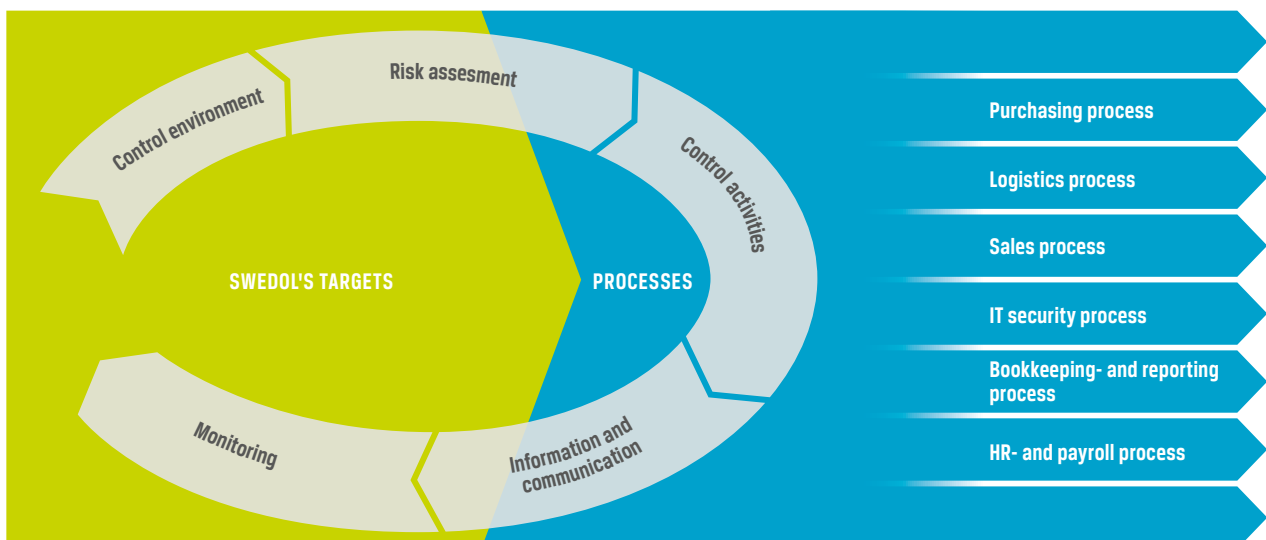 Risk assesment
Control environment
Control activities
SWEDOL'S TARGETS
PROCESSES
Monitoring
Information and
communication
Purchasing process
Logistics process
Sales process
IT security process
Bookkeeping- and reporting
process
HR- and payroll process